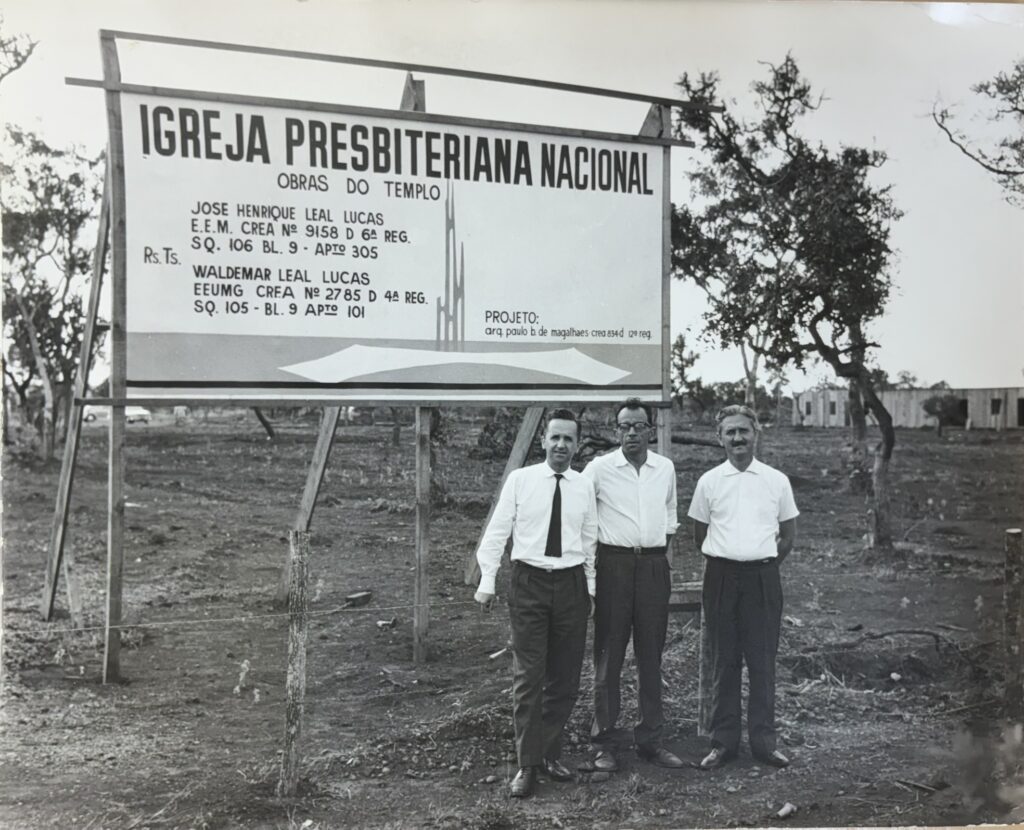 IGREJA PRESBITERIANA NACIONAL
OBRAS DO TEMPLO
JOSE HENRIQUE LEAL LUCAS
E.E.M. CREA Nº 9158 D 6ª REG.
SQ. 106 BL. 9 - APTO 305
Rs.Ts.
WALDEMAR LEAL LUCAS
EEUMG CREA Nº 2785 D 4ª REG.
SQ. 105 - BL. 9 APTO 101
PROJETO:
arq. paulo b. de magalhaes crea 834 d 12ª reg.